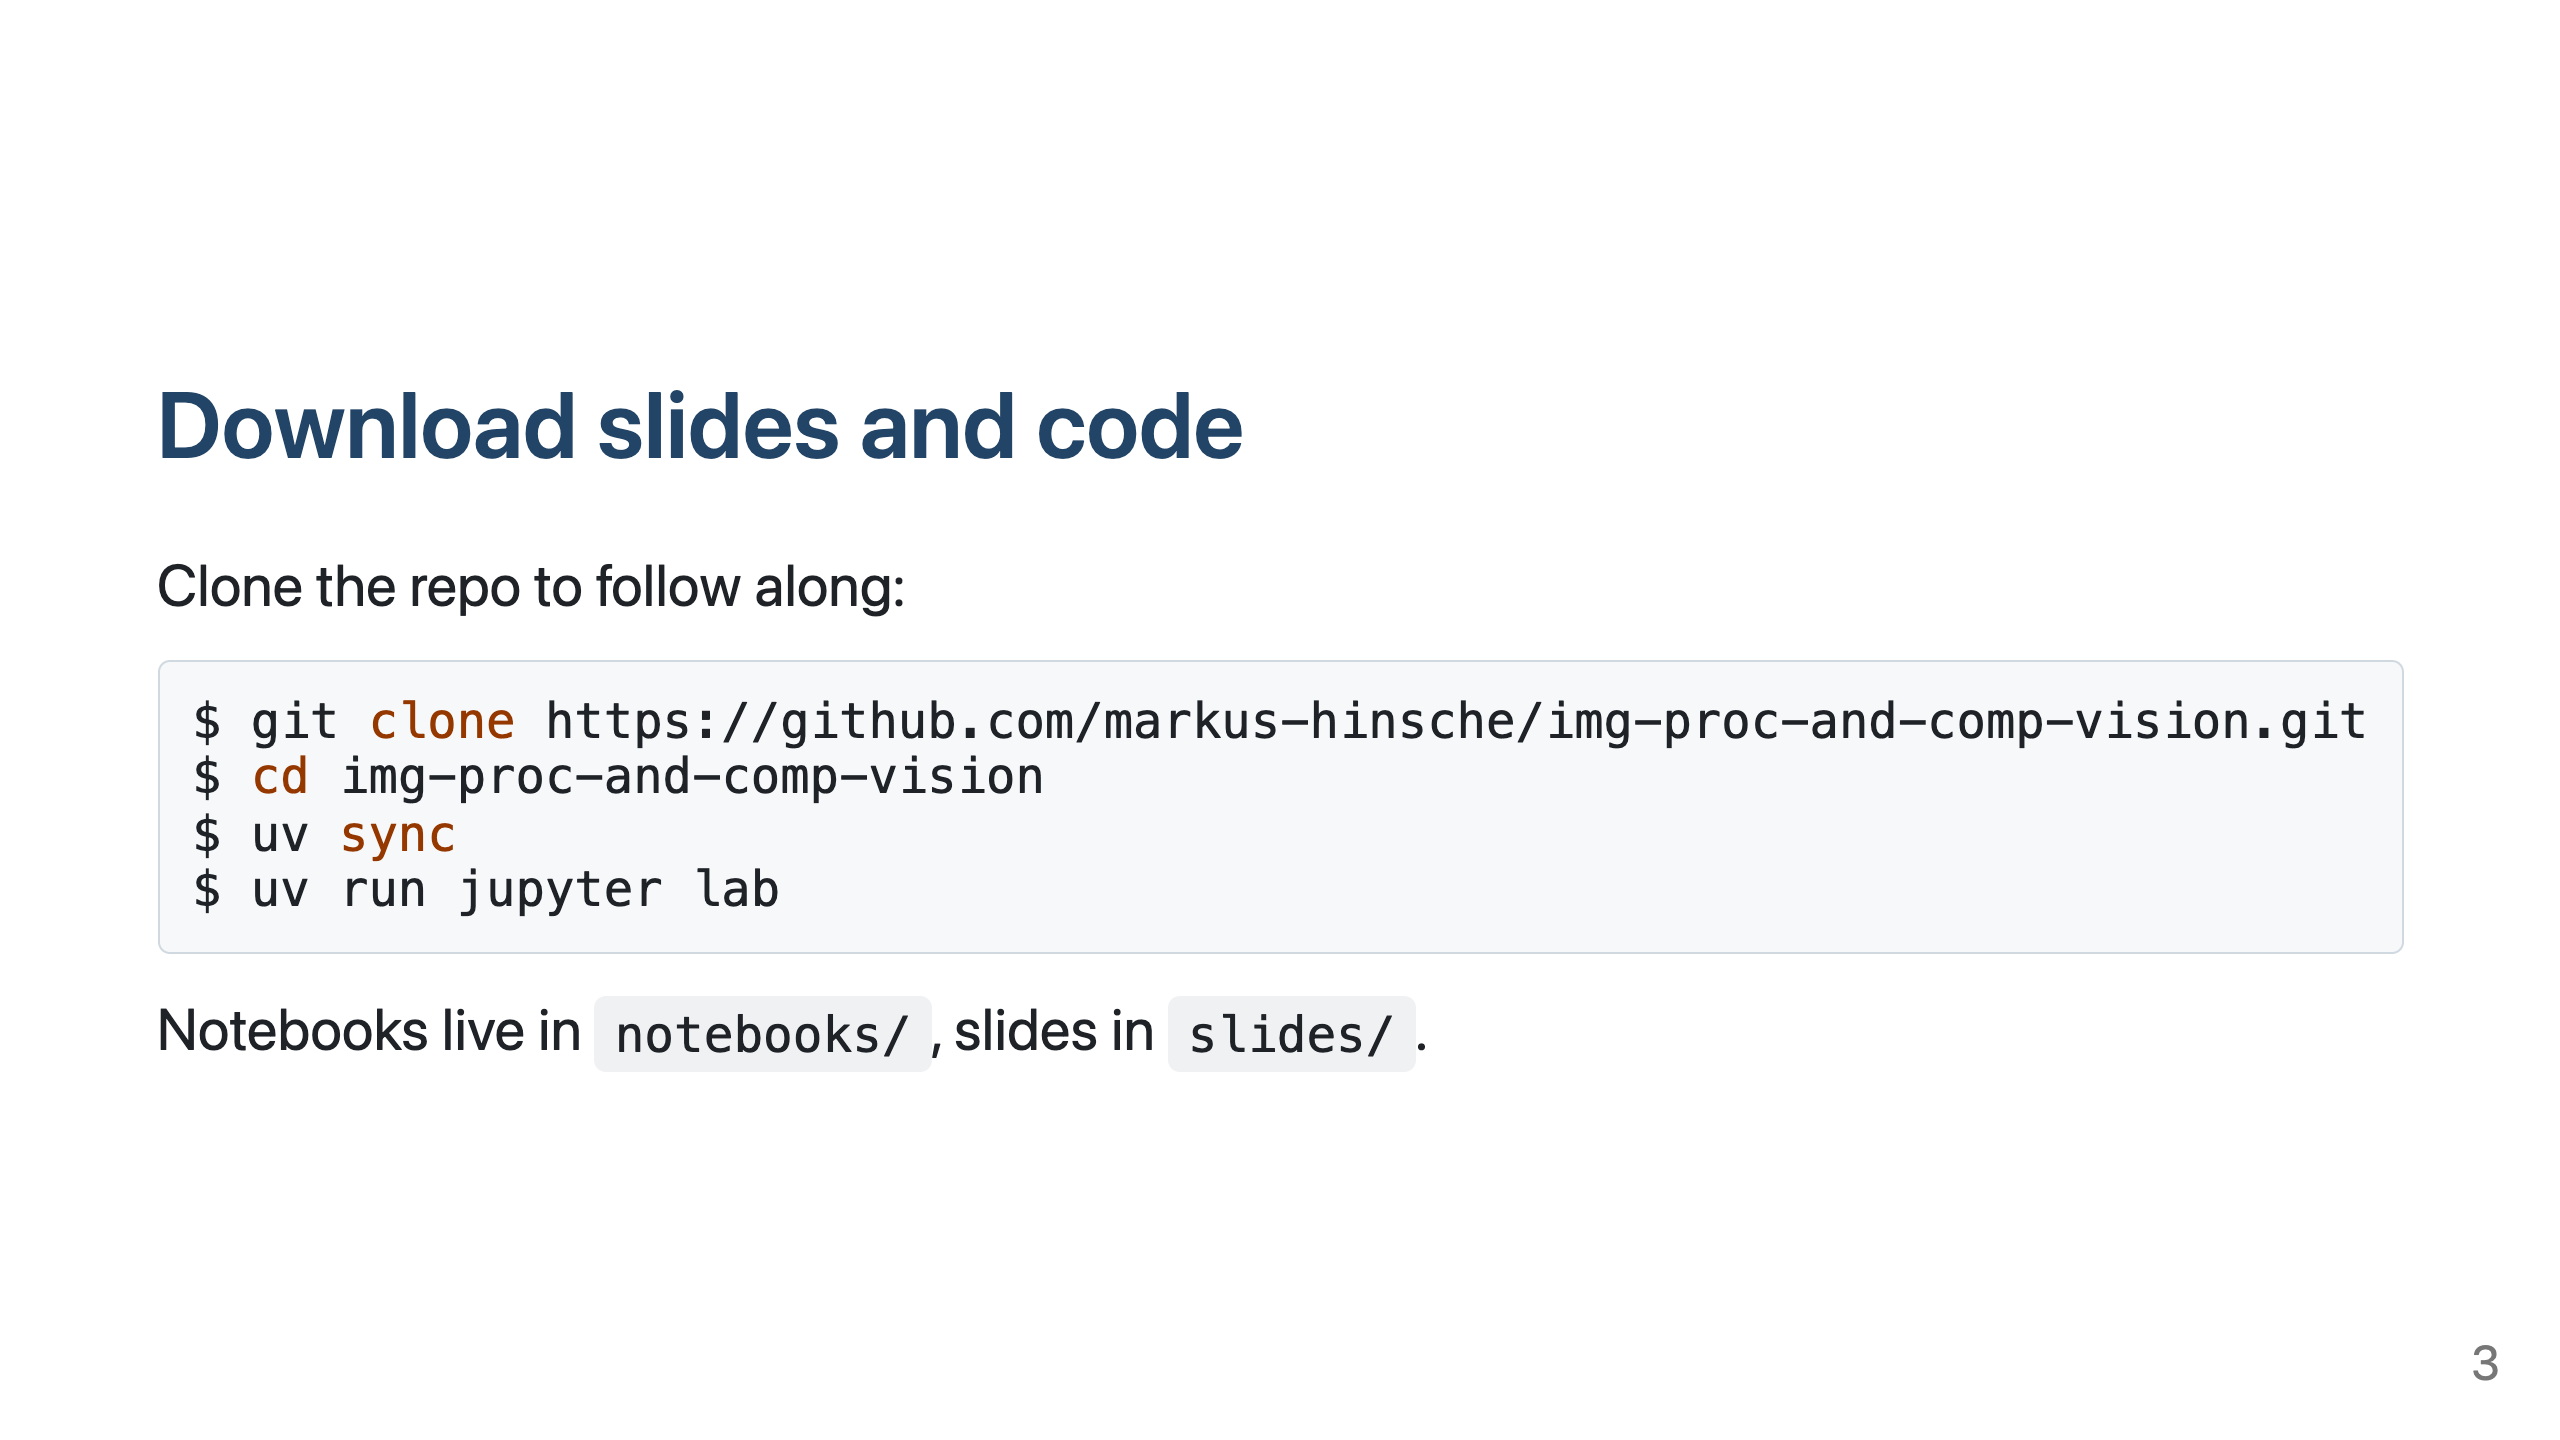 Download slides and code
Clone the repo to follow along:
$ git clone https://github.com/markus-hinsche/img-proc-and-comp-vision.git
$ cd img-proc-and-comp-vision
$ uv sync
$ uv run jupyter lab
Notebooks live in notebooks/, slides in slides/.
3